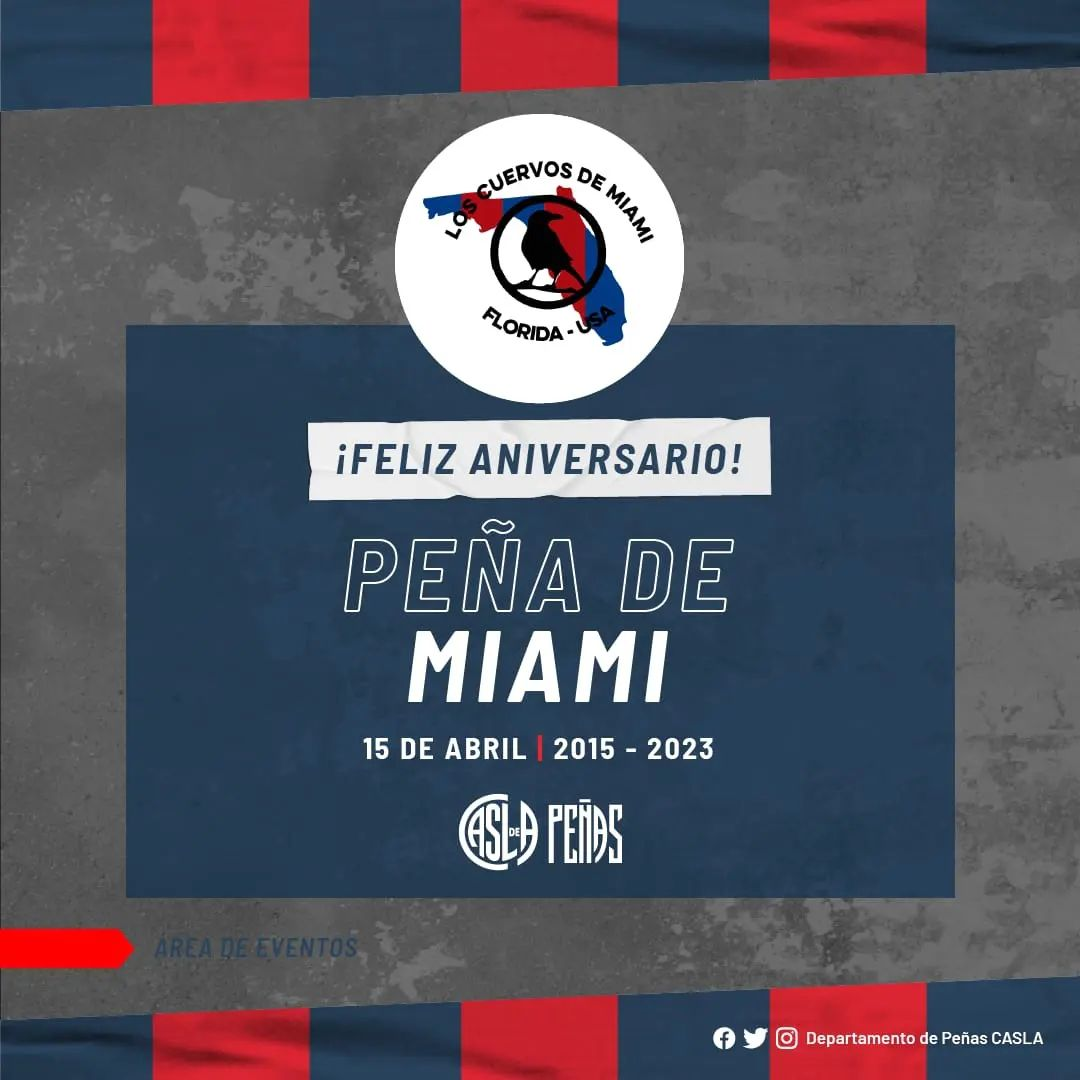 LOS CUERVOS DE MIAMI
FLORIDA - USA
¡FELIZ ANIVERSARIO!
PEÑA DE
MIAMI
15 DE ABRIL | 2015 - 2023
CASLA DE PEÑAS
AREA DE EVENTOS
Departamento de Peñas CASLA